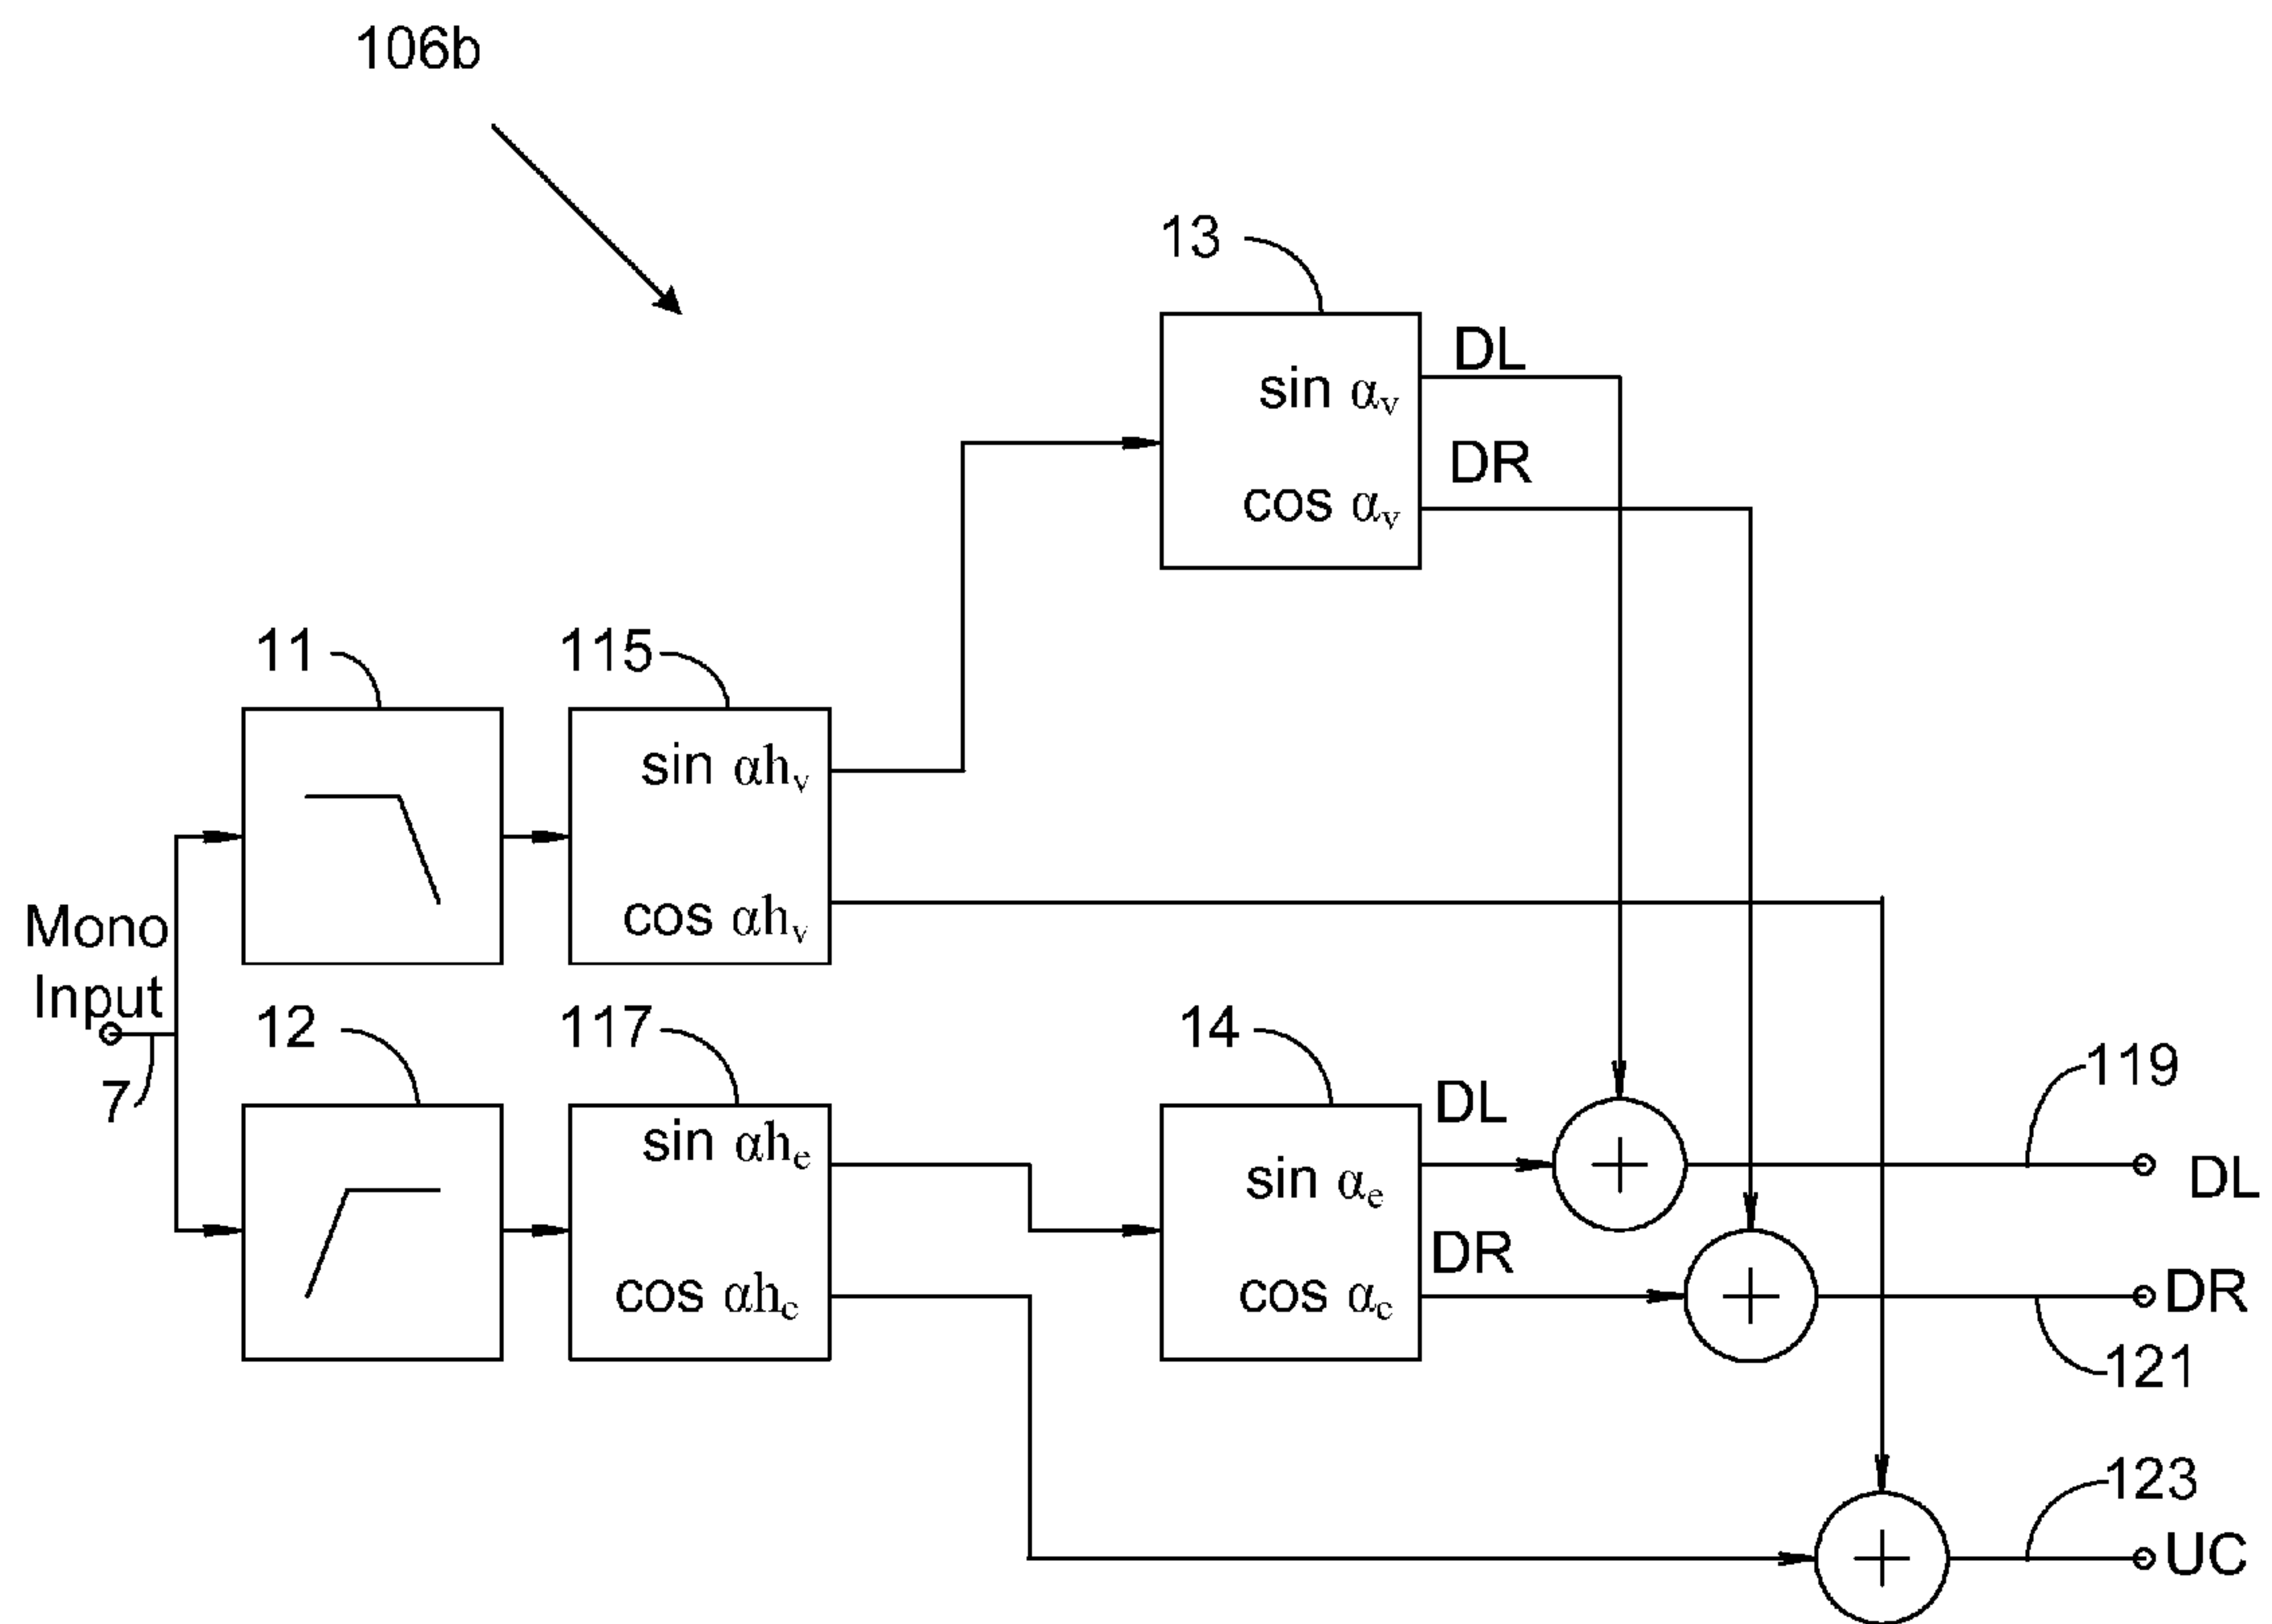 106b
13
DL
sin αv
DR
cos αv
11
115
sin αhv
cos αhv
Mono
Input
7
12
117
14
119
sin αhe
DL
sin αe
DL
DR
cos αhc
cos αc
DR
121
123
UC